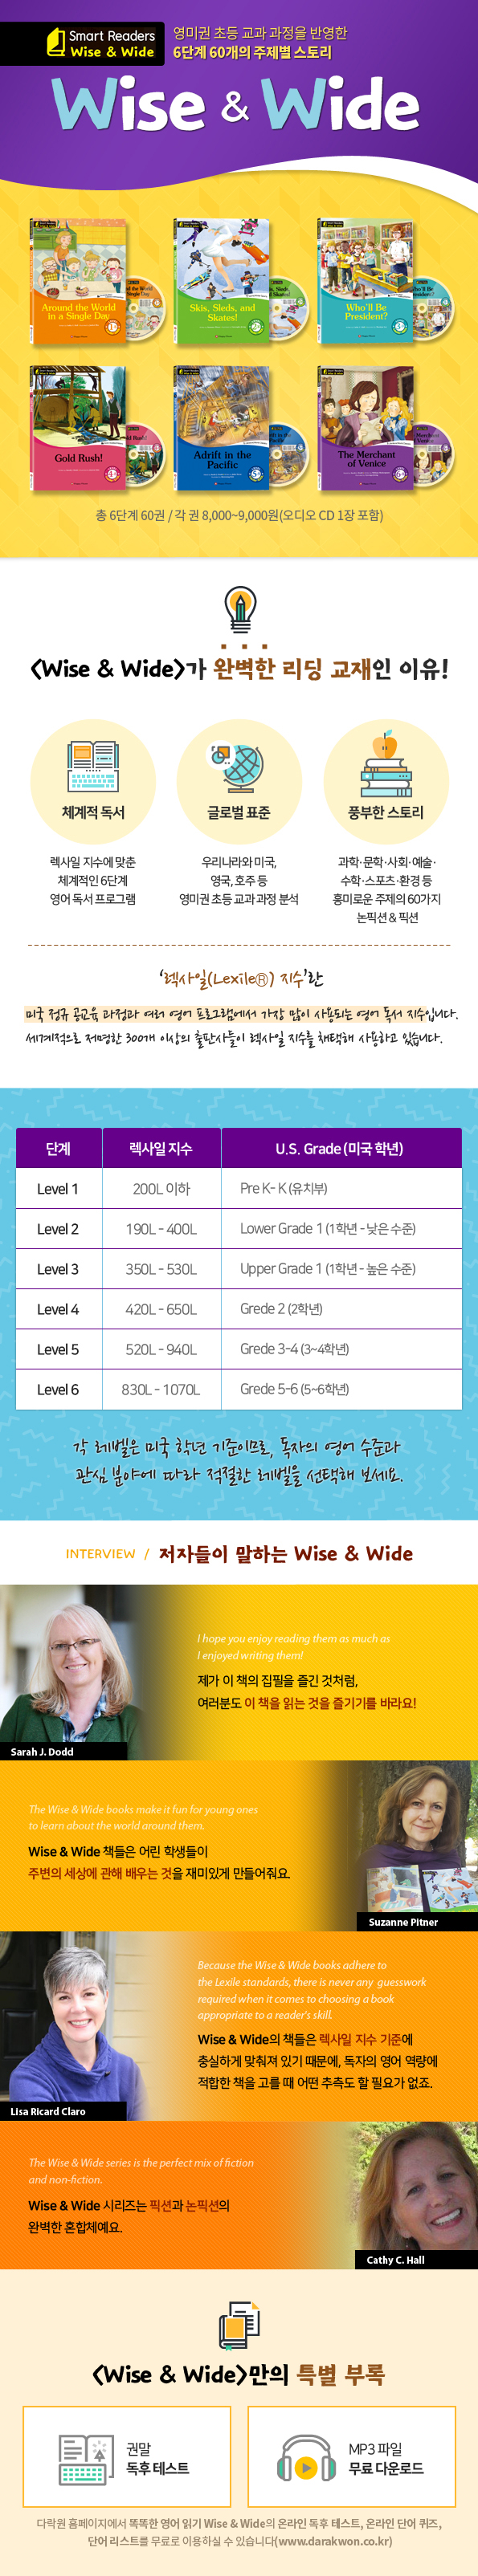 Smart Readers
Wise & Wide
영미권 초등 교과 과정을 반영한
6단계 60개의 주제별 스토리
Wise & Wide
Around the World
in a Single Day
Skis, Sleds, and
Skates!
Who'll Be
President?
Gold Rush!
Adrift in the
Pacific
The Merchant
of Venice
총 6단계 60권 / 각 권 8,000~9,000원(오디오 CD 1장 포함)
<Wise & Wide>가 완벽한 리딩 교재인 이유!
체계적 독서
글로벌 표준
풍부한 스토리
렉사일 지수에 맞춘
체계적인 6단계
영어 독서 프로그램
우리나라와 미국,
영국, 호주 등
영미권 초등 교과 과정 분석
과학·문학·사회·예술·
수학·스포츠·환경 등
흥미로운 주제의 60가지
논픽션 & 픽션
'렉사일(Lexile®) 지수'란
미국 정규 공교육 과정과 여러 영어 프로그램에서 가장 많이 사용되는 영어 독서 지수입니다.
세계적으로 저명한 300개 이상의 출판사들이 렉사일 지수를 채택해 사용하고 있습니다.
단계 렉사일 지수 U.S. Grade (미국 학년)
Level 1 200L 이하 Pre K- K (유치부)
Level 2 190L - 400L Lower Grade 1 (1학년 - 낮은 수준)
Level 3 350L - 530L Upper Grade 1 (1학년 - 높은 수준)
Level 4 420L - 650L Grede 2 (2학년)
Level 5 520L - 940L Grede 3-4 (3~4학년)
Level 6 830L - 1070L Grede 5-6 (5~6학년)
각 레벨은 미국 학년 기준이므로, 독자의 영어 수준과
관심 분야에 따라 적절한 레벨을 선택해 보세요.
INTERVIEW / 저자들이 말하는 Wise & Wide
I hope you enjoy reading them as much as
I enjoyed writing them!
제가 이 책의 집필을 즐긴 것처럼,
여러분도 이 책을 읽는 것을 즐기기를 바라요!
Sarah J. Dodd
The Wise & Wide books make it fun for young ones
to learn about the world around them.
Wise & Wide 책들은 어린 학생들이
주변의 세상에 관해 배우는 것을 재미있게 만들어줘요.
Suzanne Pitner
Because the Wise & Wide books adhere to
the Lexile standards, there is never any guesswork
required when it comes to choosing a book
appropriate to a reader's skill.
Wise & Wide의 책들은 렉사일 지수 기준에
충실하게 맞춰져 있기 때문에, 독자의 영어 역량에
적합한 책을 고를 때 어떤 추측도 할 필요가 없죠.
Lisa Ricard Claro
The Wise & Wide series is the perfect mix of fiction
and non-fiction.
Wise & Wide 시리즈는 픽션과 논픽션의
완벽한 혼합체예요.
Cathy C. Hall
<Wise & Wide>만의 특별 부록
권말
독후 테스트
MP3 파일
무료 다운로드
다락원 홈페이지에서 똑똑한 영어 읽기 Wise & Wide의 온라인 독후 테스트, 온라인 단어 퀴즈,
단어 리스트를 무료로 이용하실 수 있습니다(www.darakwon.co.kr)